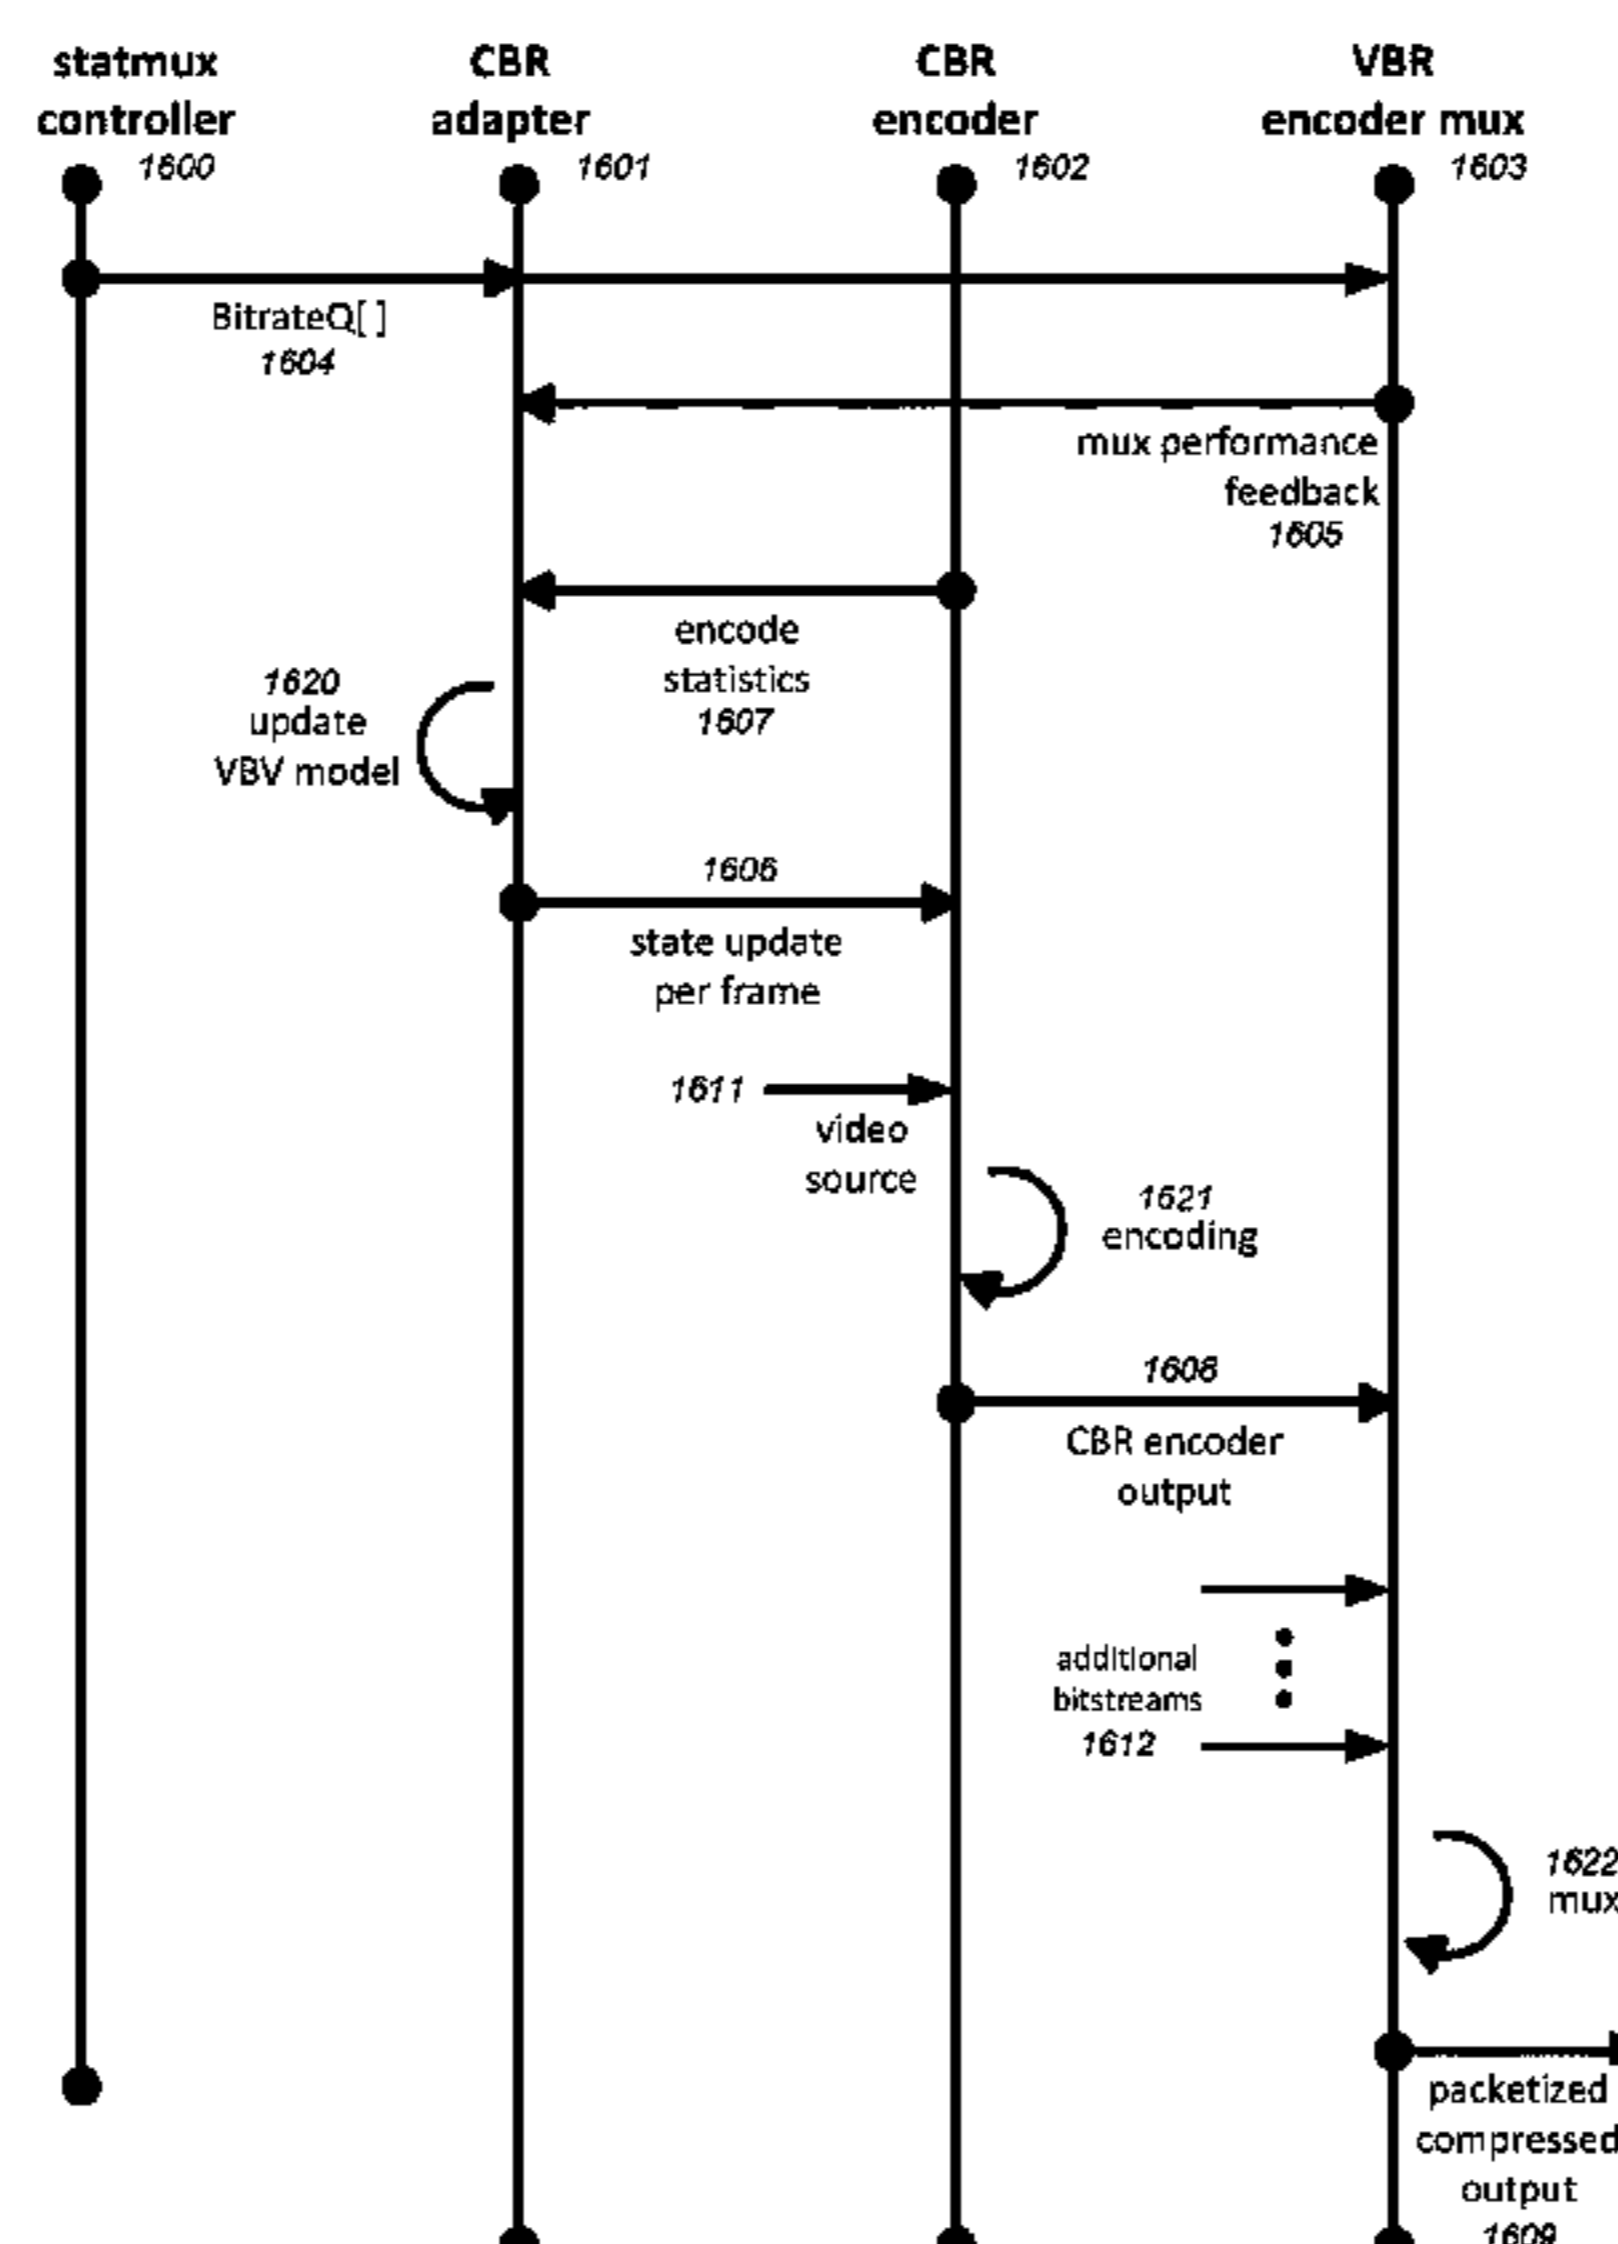 statmux
controller
1600
CBR
adapter
1601
CBR
encoder
1602
VBR
encoder mux
1603
BitrateQ[ ]
1604
mux performance
feedback
1605
encode
statistics
1607
1620
update
VBV model
1606
state update
per frame
1611
video
source
1621
encoding
1608
CBR encoder
output
additional
bitstreams
1612
1622
mux
packetized
compressed
output
1609